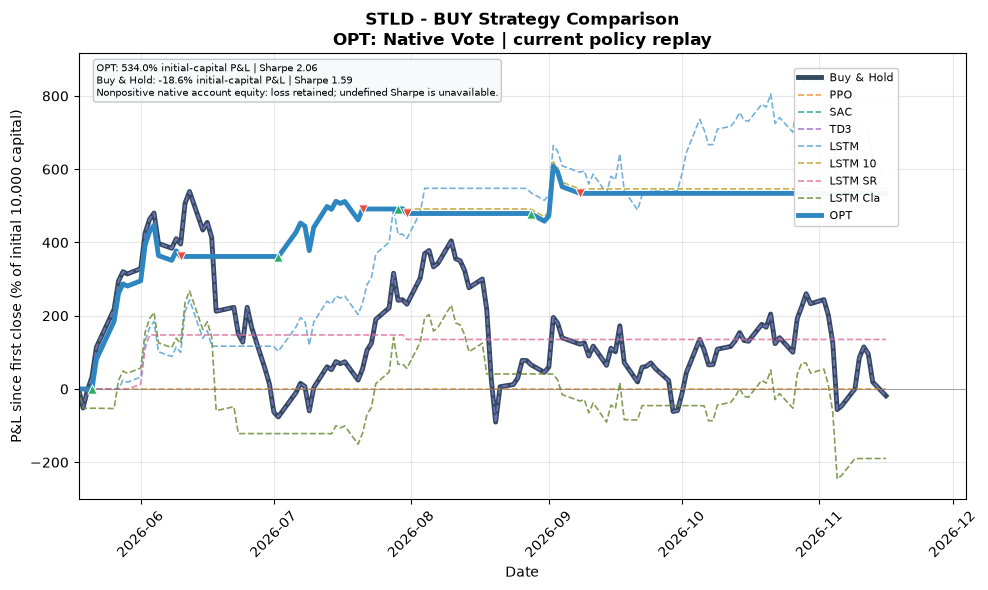 STLD - BUY Strategy Comparison
OPT: Native Vote | current policy replay
OPT: 534.0% initial-capital P&L | Sharpe 2.06
Buy & Hold: -18.6% initial-capital P&L | Sharpe 1.59
Nonpositive native account equity: loss retained; undefined Sharpe is unavailable.
Buy & Hold
PPO
SAC
TD3
LSTM
LSTM 10
LSTM SR
LSTM Cla
OPT
P&L since first close (% of initial 10,000 capital)
800
600
400
200
0
−200
2026-06
2026-07
2026-08
2026-09
2026-10
2026-11
2026-12
Date